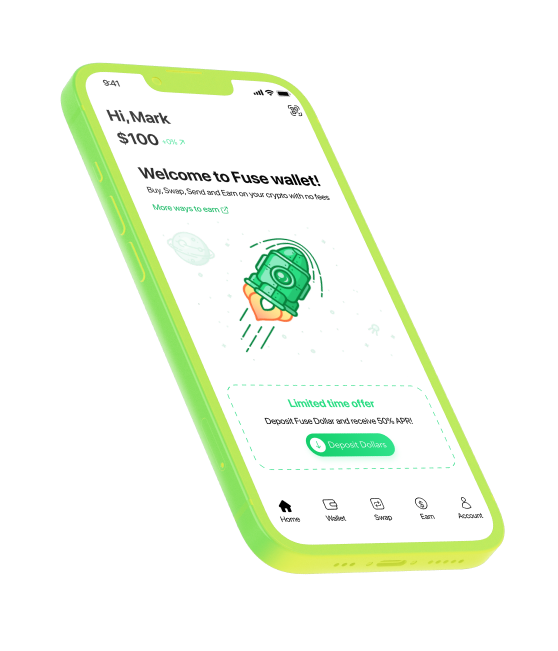 9:41
Hi, Mark
$100 +0%
Welcome to Fuse wallet!
Buy, Swap, Send and Earn on your crypto with no fees
More ways to earn
Limited time offer
Deposit Fuse Dollar and receive 50% APR!
Deposit Dollars
Home Wallet Swap Earn Account